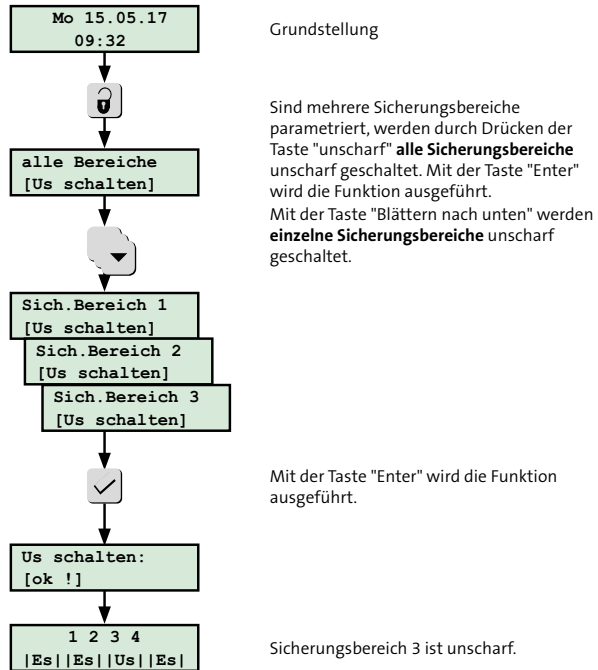 Mo 15.05.17
09:32
Grundstellung
Sind mehrere Sicherungsbereiche
parametriert, werden durch Drücken der
Taste "unscharf" alle Sicherungsbereiche
unscharf geschaltet. Mit der Taste "Enter"
wird die Funktion ausgeführt.
Mit der Taste "Blättern nach unten" werden
einzelne Sicherungsbereiche unscharf
geschaltet.
alle Bereiche
[Us schalten]
Sich.Bereich 1
[Us schalten]
Sich.Bereich 2
[Us schalten]
Sich.Bereich 3
[Us schalten]
Mit der Taste "Enter" wird die Funktion
ausgeführt.
Us schalten:
[ok !]
1 2 3 4
|Es||Es||Us||Es|
Sicherungsbereich 3 ist unscharf.